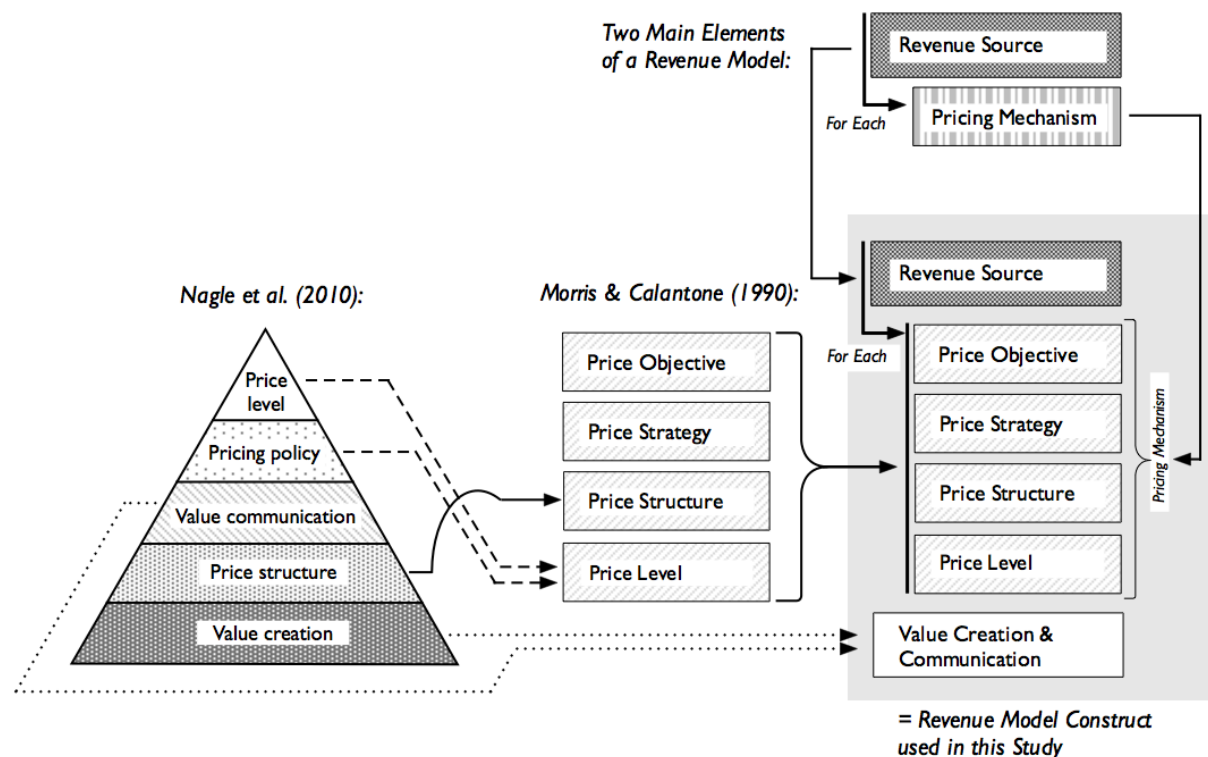 Two Main Elements
of a Revenue Model:
Revenue Source
For Each
Pricing Mechanism
Nagle et al. (2010):
Price
level
Pricing policy
Value communication
Price structure
Value creation
Morris & Calantone (1990):
Price Objective
Price Strategy
Price Structure
Price Level
Revenue Source
For Each
Price Objective
Price Strategy
Price Structure
Price Level
Pricing Mechanism
Value Creation &
Communication
= Revenue Model Construct
used in this Study